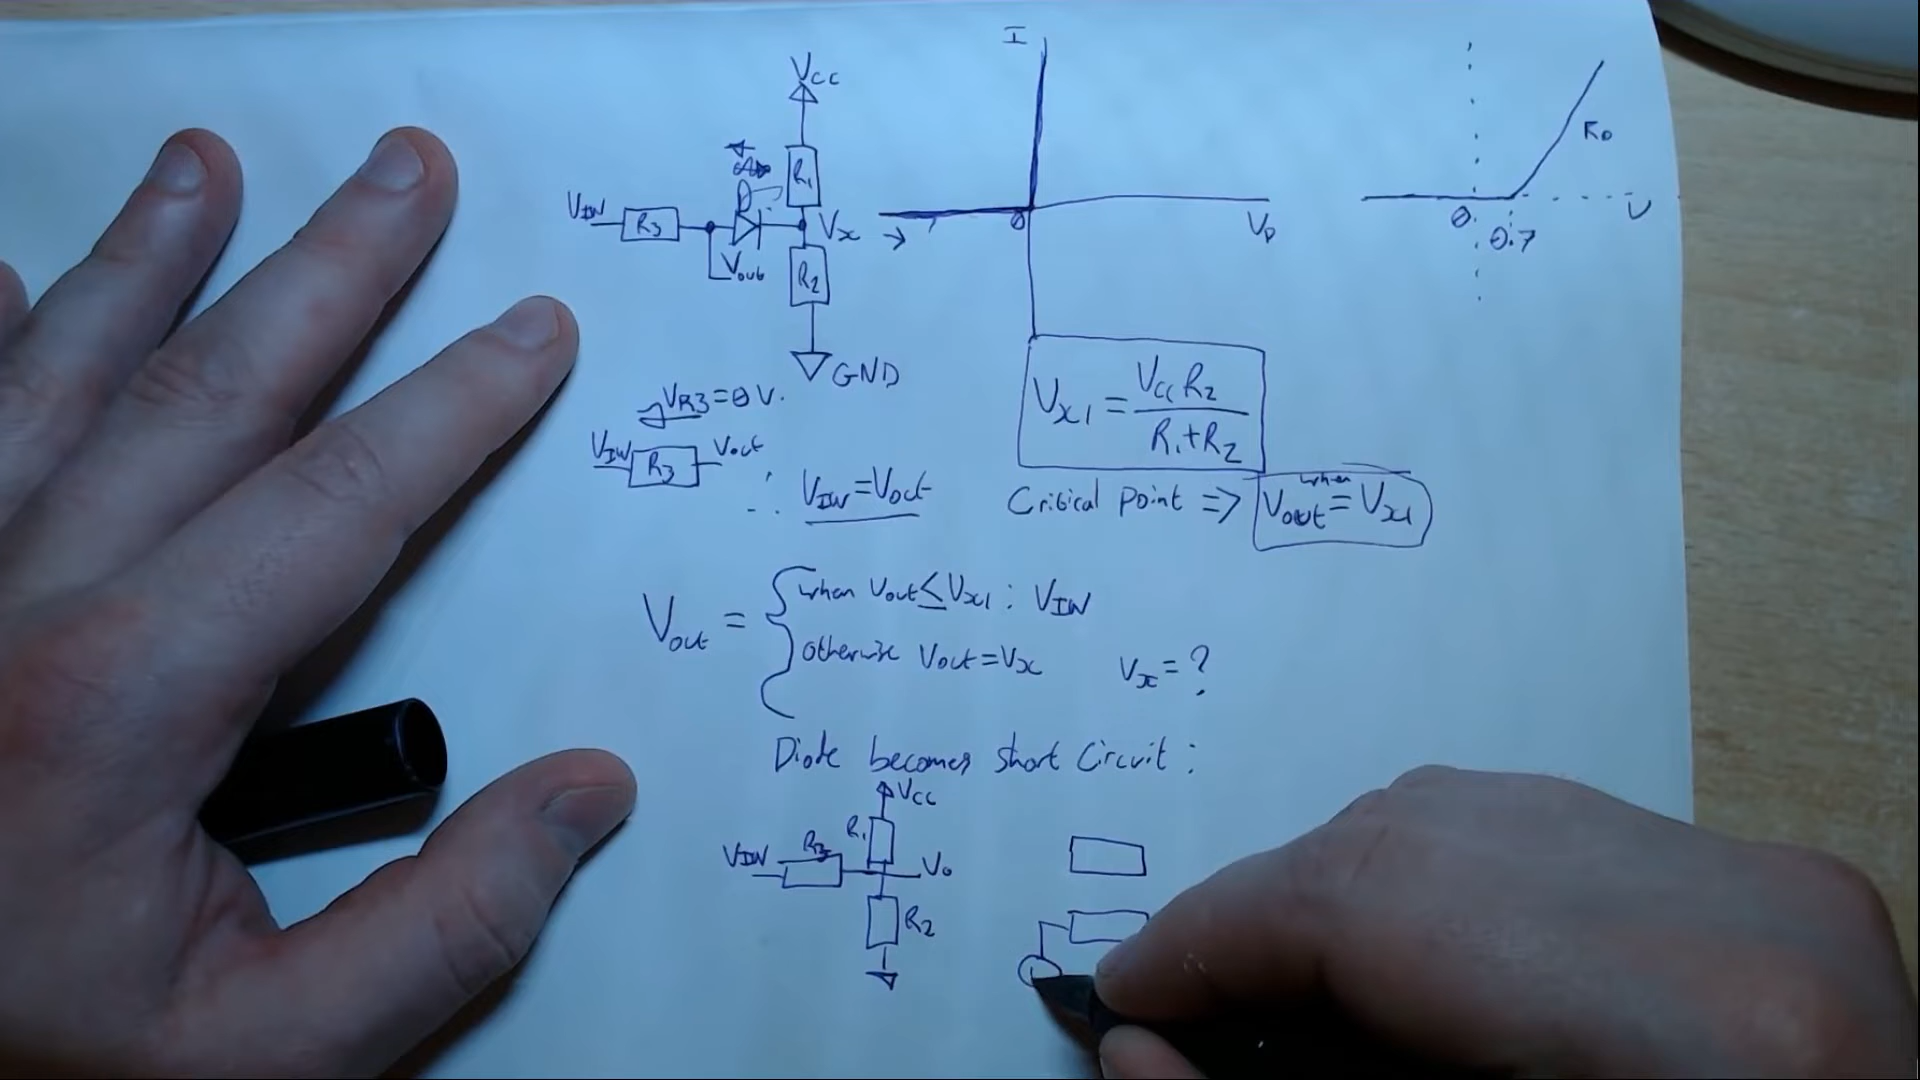 Vcc
I
R1
RD
D
VIN
R3
Vx
0
VD
0
0.7
V
Vout
R2
GND
VR3=0V.
VIN R3 Vout
∴ VIN=Vout
Vx1 = VccR2 / R1+R2
Critical Point => Vout when = Vx1
Vout = { when Vout ≤ Vx1 : VIN
otherwise Vout=Vx Vx=?
Diode becomes short Circuit :
Vcc
R1
VIN R3 Vo
R2